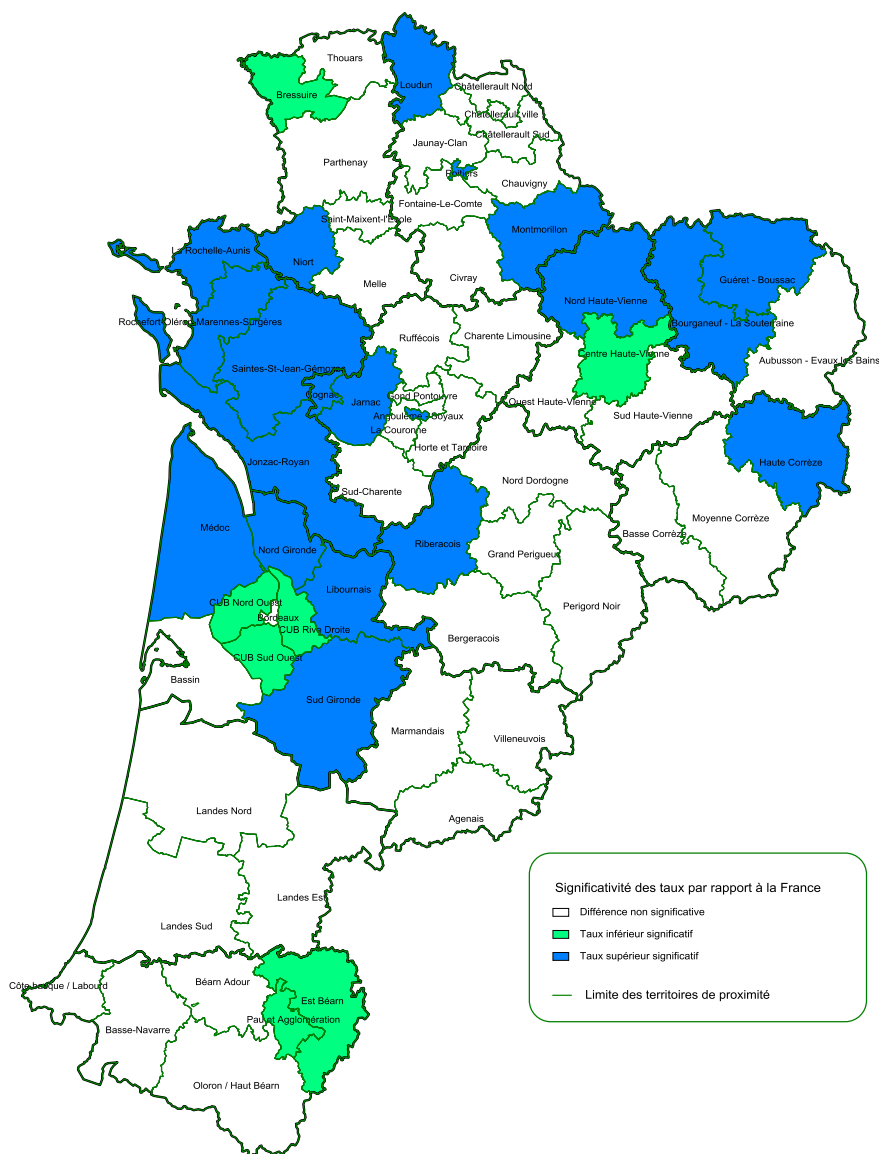 Thouars
Loudun
Châtellerault Nord
Bressuire
Châtellerault ville
Châtellerault Sud
Jaunay-Clan
Parthenay
Poitiers
Chauvigny
Fontaine-Le-Comte
Saint-Maixent-l'Ecole
Montmorillon
La Rochelle-Aunis
Niort
Melle
Civray
Guéret - Boussac
Nord Haute-Vienne
Rochefort-Oléron-Marennes-Surgères
Bourganeuf - La Souterraine
Ruffécois
Charente Limousine
Centre Haute-Vienne
Aubusson - Evaux les Bains
Saintes-St-Jean-Gémozac
Cognac
Jarnac
Gond Pontouvre
Ouest Haute-Vienne
Angoulême - Soyaux
Sud Haute-Vienne
La Couronne
Horte et Tardoire
Jonzac-Royan
Haute Corrèze
Nord Dordogne
Sud-Charente
Moyenne Corrèze
Médoc
Basse Corrèze
Nord Gironde
Riberacois
Grand Perigueux
Libournais
CUB Nord Ouest
Perigord Noir
Bordeaux
CUB Rive Droite
Bergeracois
CUB Sud Ouest
Bassin
Sud Gironde
Marmandais
Villeneuvois
Landes Nord
Agenais
Landes Est
Landes Sud
Côte basque / Labourd
Béarn Adour
Est Béarn
Pau et Agglomération
Basse-Navarre
Oloron / Haut Béarn
Significativité des taux par rapport à la France
Différence non significative
Taux inférieur significatif
Taux supérieur significatif
Limite des territoires de proximité